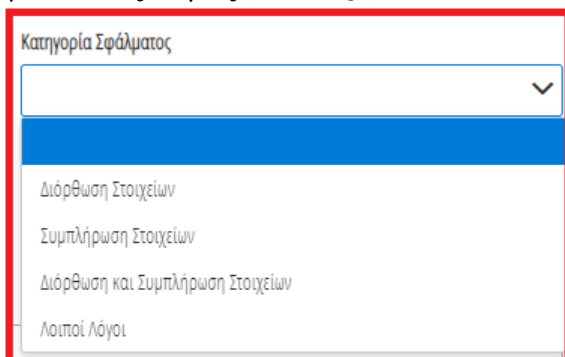 Κατηγορία Σφάλματος
Διόρθωση Στοιχείων
Συμπλήρωση Στοιχείων
Διόρθωση και Συμπλήρωση Στοιχείων
Λοιποί Λόγοι